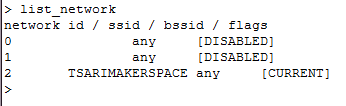 > list_network
network id / ssid / bssid / flags
0 any [DISABLED]
1 any [DISABLED]
2 TSARIMAKERSPACE any [CURRENT]
>